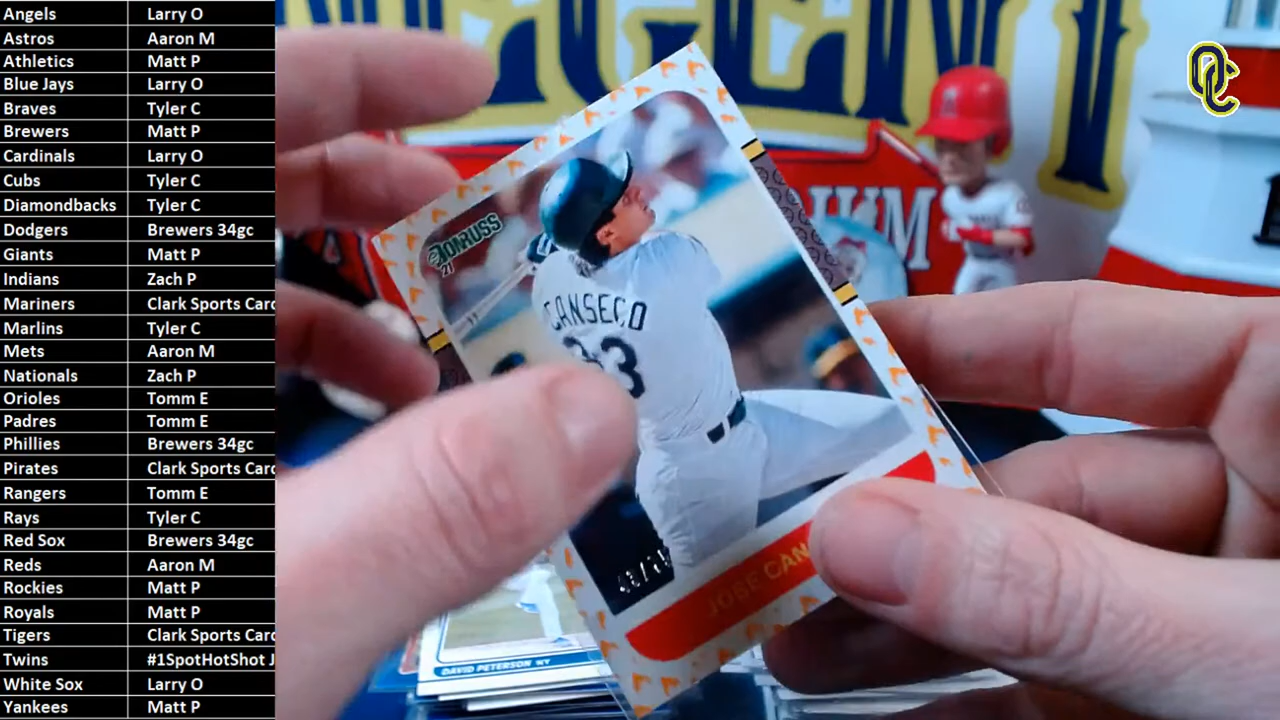 Angels Larry O
Astros Aaron M
Athletics Matt P
Blue Jays Larry O
Braves Tyler C
Brewers Matt P
Cardinals Larry O
Cubs Tyler C
Diamondbacks Tyler C
Dodgers Brewers 34gc
Giants Matt P
Indians Zach P
Mariners Clark Sports Card
Marlins Tyler C
Mets Aaron M
Nationals Zach P
Orioles Tomm E
Padres Tomm E
Phillies Brewers 34gc
Pirates Clark Sports Card
Rangers Tomm E
Rays Tyler C
Red Sox Brewers 34gc
Reds Aaron M
Rockies Matt P
Royals Matt P
Tigers Clark Sports Card
Twins #1SpotHotShot J
White Sox Larry O
Yankees Matt P
OC
DONRUSS
21
CANSECO
33
JOSE CAN
DAVID PETERSON NY